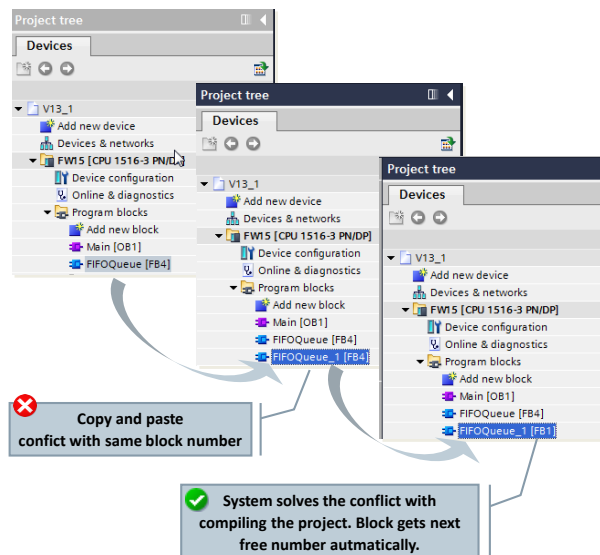 Project tree
Devices
V13_1
Add new device
Devices & networks
FW15 [CPU 1516-3 PN/DP]
Device configuration
Online & diagnostics
Program blocks
Add new block
Main [OB1]
FIFOQueue [FB4]
Project tree
Devices
V13_1
Add new device
Devices & networks
FW15 [CPU 1516-3 PN/DP]
Device configuration
Online & diagnostics
Program blocks
Add new block
Main [OB1]
FIFOQueue [FB4]
FIFOQueue_1 [FB4]
Project tree
Devices
V13_1
Add new device
Devices & networks
FW15 [CPU 1516-3 PN/DP]
Device configuration
Online & diagnostics
Program blocks
Add new block
Main [OB1]
FIFOQueue [FB4]
FIFOQueue_1 [FB1]
Copy and paste
confict with same block number
System solves the conflict with
compiling the project. Block gets next
free number autmatically.